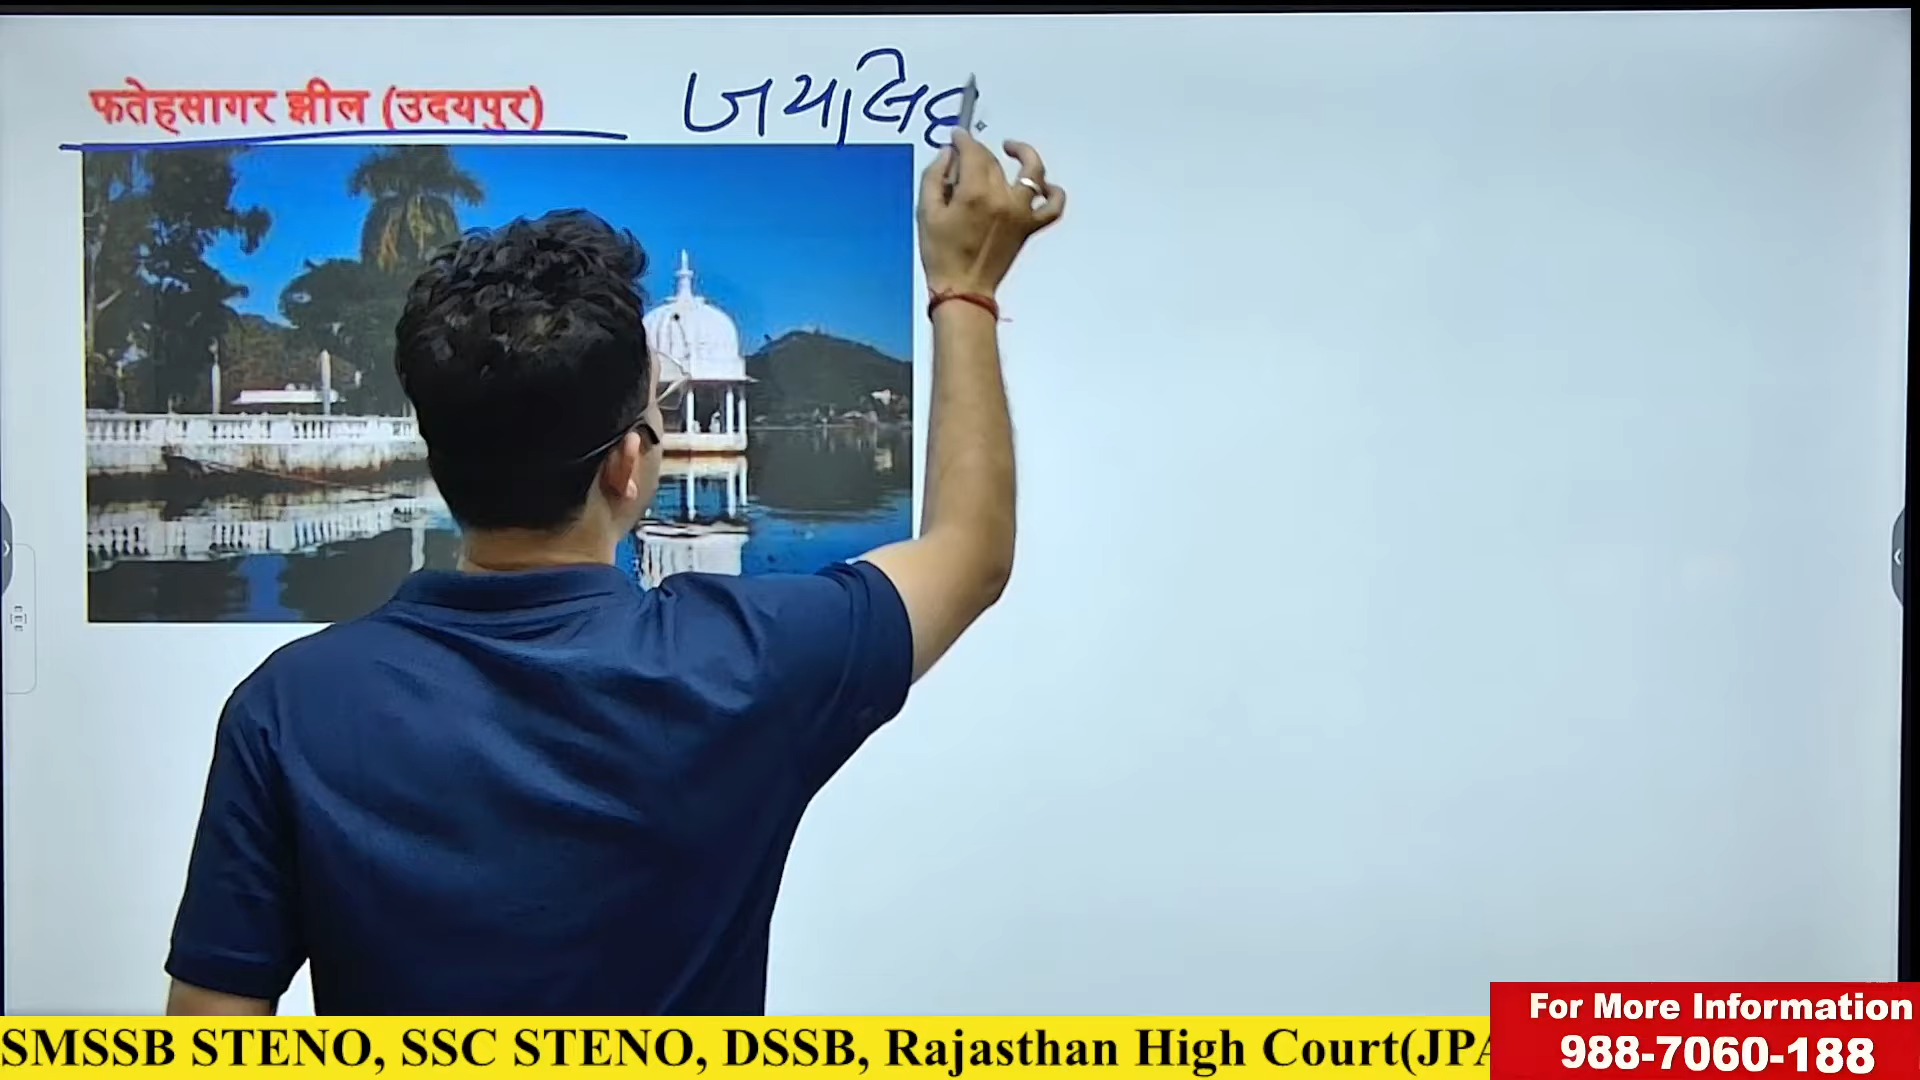 फतेहसागर झील (उदयपुर)
जयसिंह
SMSSB STENO, SSC STENO, DSSB, Rajasthan High Court(JPA
For More Information
988-7060-188